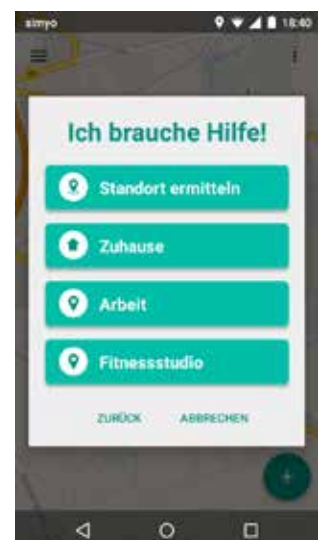 simyo 18:40
Ich brauche Hilfe!
Standort ermitteln
Zuhause
Arbeit
Fitnessstudio
ZURÜCK ABBRECHEN